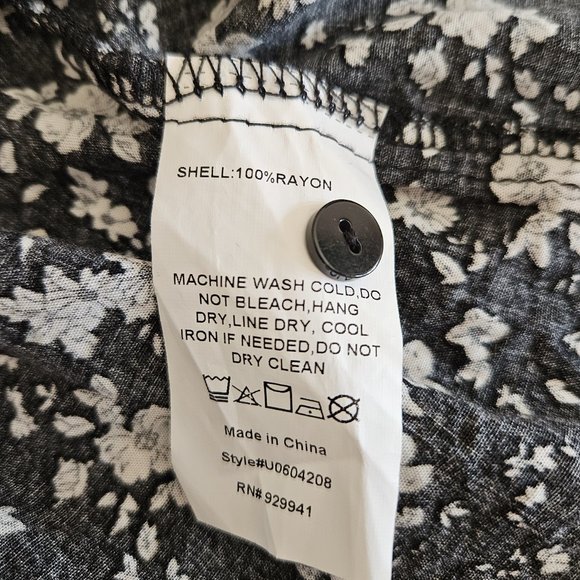 SHELL:100%RAYON
MACHINE WASH COLD,DO
NOT BLEACH,HANG
DRY,LINE DRY, COOL
IRON IF NEEDED,DO NOT
DRY CLEAN
Made in China
Style#U0604208
RN# 929941